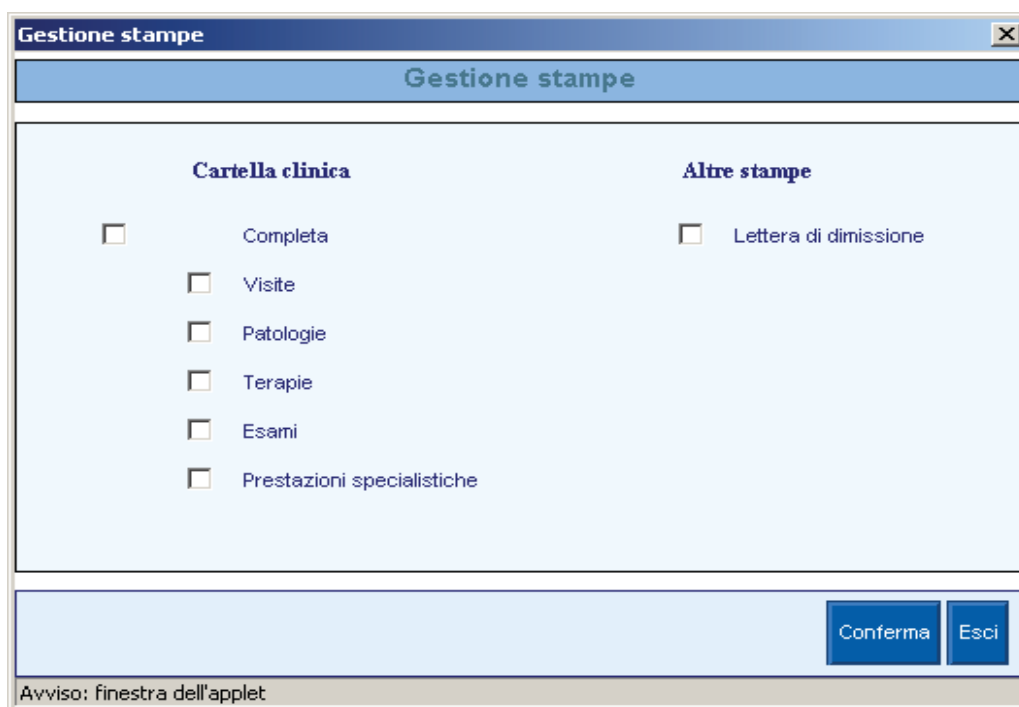 Gestione stampe
Gestione stampe
Cartella clinica
Altre stampe
Completa
Lettera di dimissione
Visite
Patologie
Terapie
Esami
Prestazioni specialistiche
Conferma
Esci
Avviso: finestra dell'applet